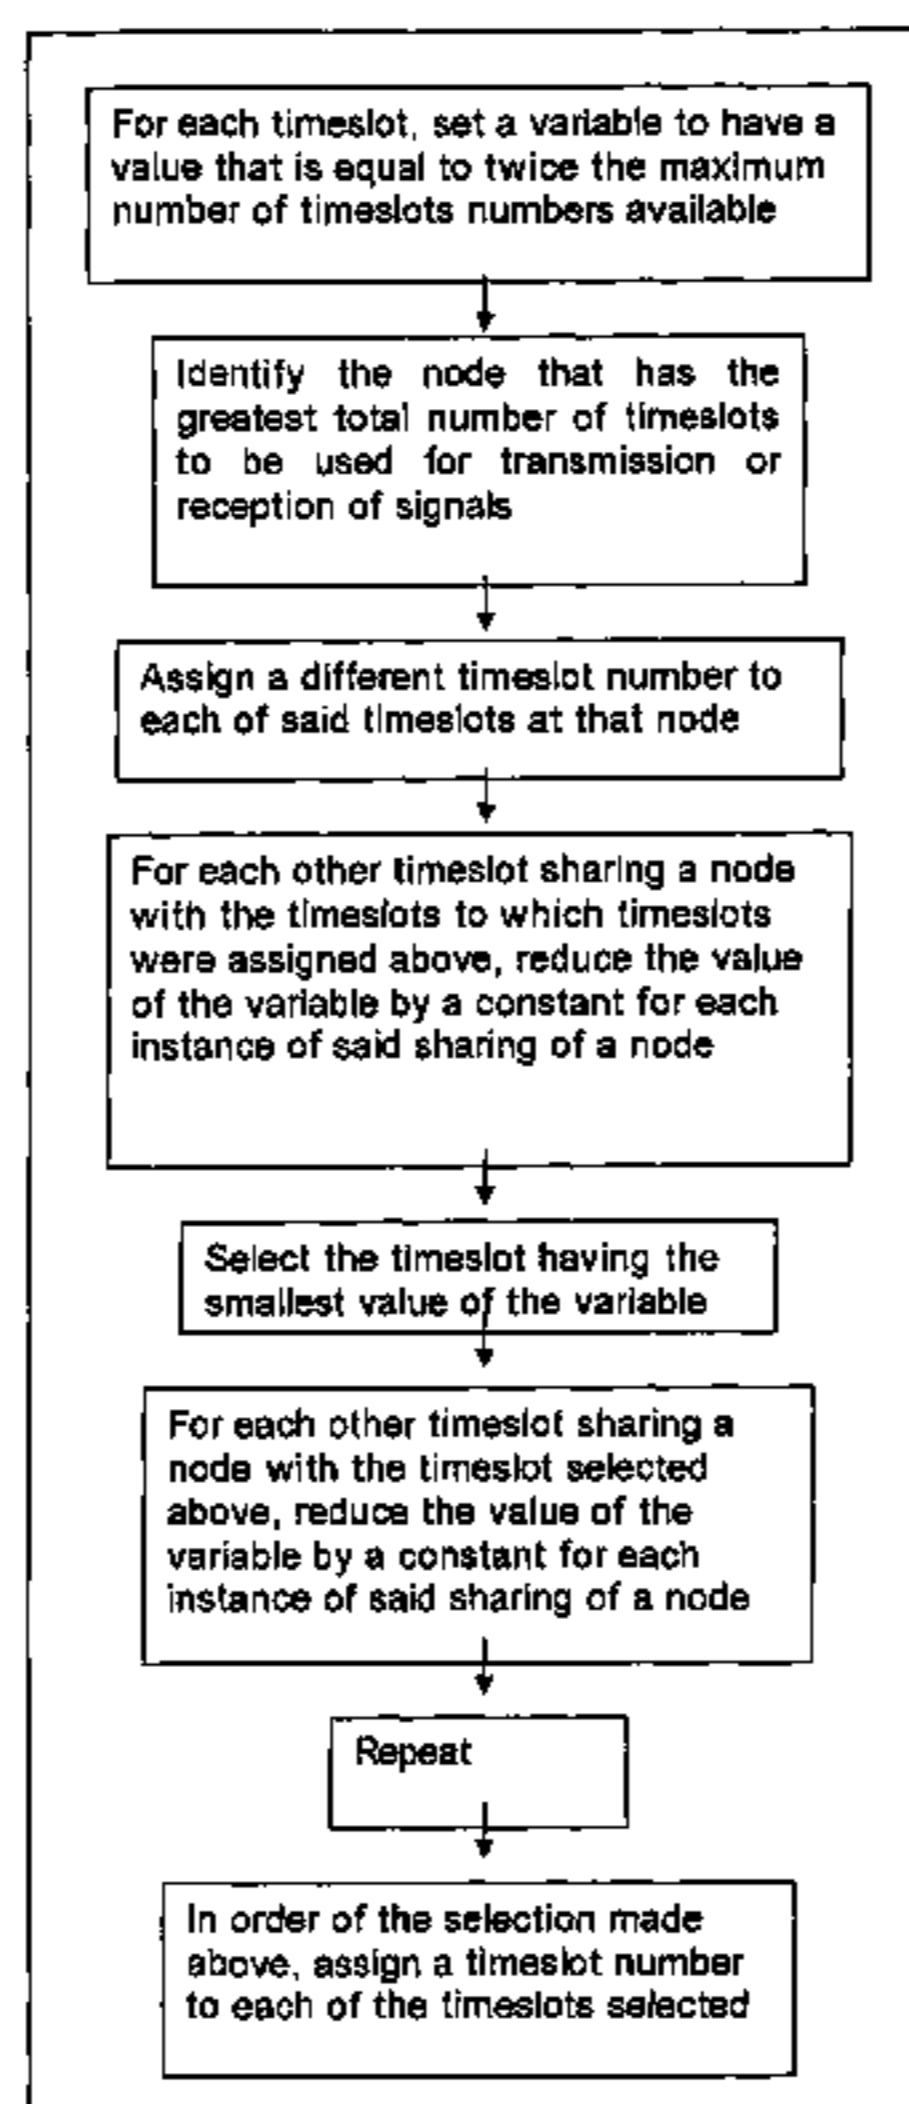 For each timeslot, set a variable to have a
value that is equal to twice the maximum
number of timeslots numbers available
Identify the node that has the
greatest total number of timeslots
to be used for transmission or
reception of signals
Assign a different timeslot number to
each of said timeslots at that node
For each other timeslot sharing a node
with the timeslots to which timeslots
were assigned above, reduce the value
of the variable by a constant for each
instance of said sharing of a node
Select the timeslot having the
smallest value of the variable
For each other timeslot sharing a
node with the timeslot selected
above, reduce the value of the
variable by a constant for each
instance of said sharing of a node
Repeat
In order of the selection made
above, assign a timeslot number
to each of the timeslots selected